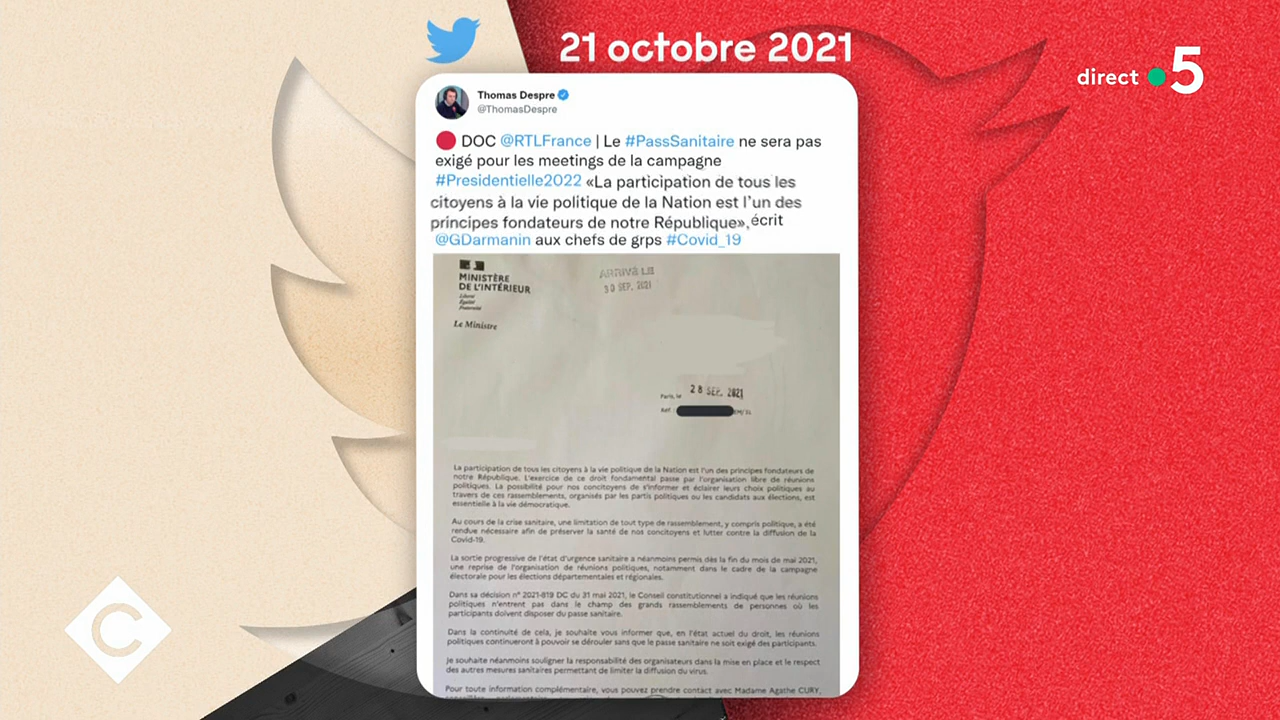 21 octobre 2021
direct 5
Thomas Despre
@ThomasDespre
DOC @RTLFrance | Le #PassSanitaire ne sera pas
exigé pour les meetings de la campagne
#Presidentielle2022 «La participation de tous les
citoyens à la vie politique de la Nation est l'un des
principes fondateurs de notre République», écrit
@GDarmanin aux chefs de grps #Covid_19
MINISTÈRE
DE L'INTÉRIEUR
Liberté
Égalité
Fraternité
Le Ministre
ARRIVÉ LE
30 SEP. 2021
Paris, le 28 SEP. 2021
Réf :
La participation de tous les citoyens à la vie politique de la Nation est l'un des principes fondateurs de
notre République. L'exercice de ce droit fondamental passe par l'organisation libre de réunions
politiques. La possibilité pour nos concitoyens de s'informer et éclairer leurs choix politiques au
travers de ces rassemblements, organisés par les partis politiques ou les candidats aux élections, est
essentielle à la vie démocratique.
Au cours de la crise sanitaire, une limitation de tout type de rassemblement, y compris politique, a été
rendue nécessaire afin de préserver la santé de nos concitoyens et lutter contre la diffusion de la
Covid-19.
La sortie progressive de l'état d'urgence sanitaire a néanmoins permis dès la fin du mois de mai 2021,
une reprise de l'organisation de réunions politiques, notamment dans le cadre de la campagne
électorale pour les élections départementales et régionales.
Dans sa décision n° 2021-819 DC du 31 mai 2021, le Conseil constitutionnel a indiqué que les réunions
politiques n'entrent pas dans le champ des grands rassemblements de personnes où les
participants doivent disposer du passe sanitaire.
Dans la continuité de cela, je souhaite vous informer que, en l'état actuel du droit, les réunions
politiques continueront à pouvoir se dérouler sans que le passe sanitaire ne soit exigé des participants.
Je souhaite néanmoins souligner la responsabilité des organisateurs dans la mise en place et le respect
des autres mesures sanitaires permettant de limiter la diffusion du virus.
Pour toute information complémentaire, vous pouvez prendre contact avec Madame Agathe CURY,
C